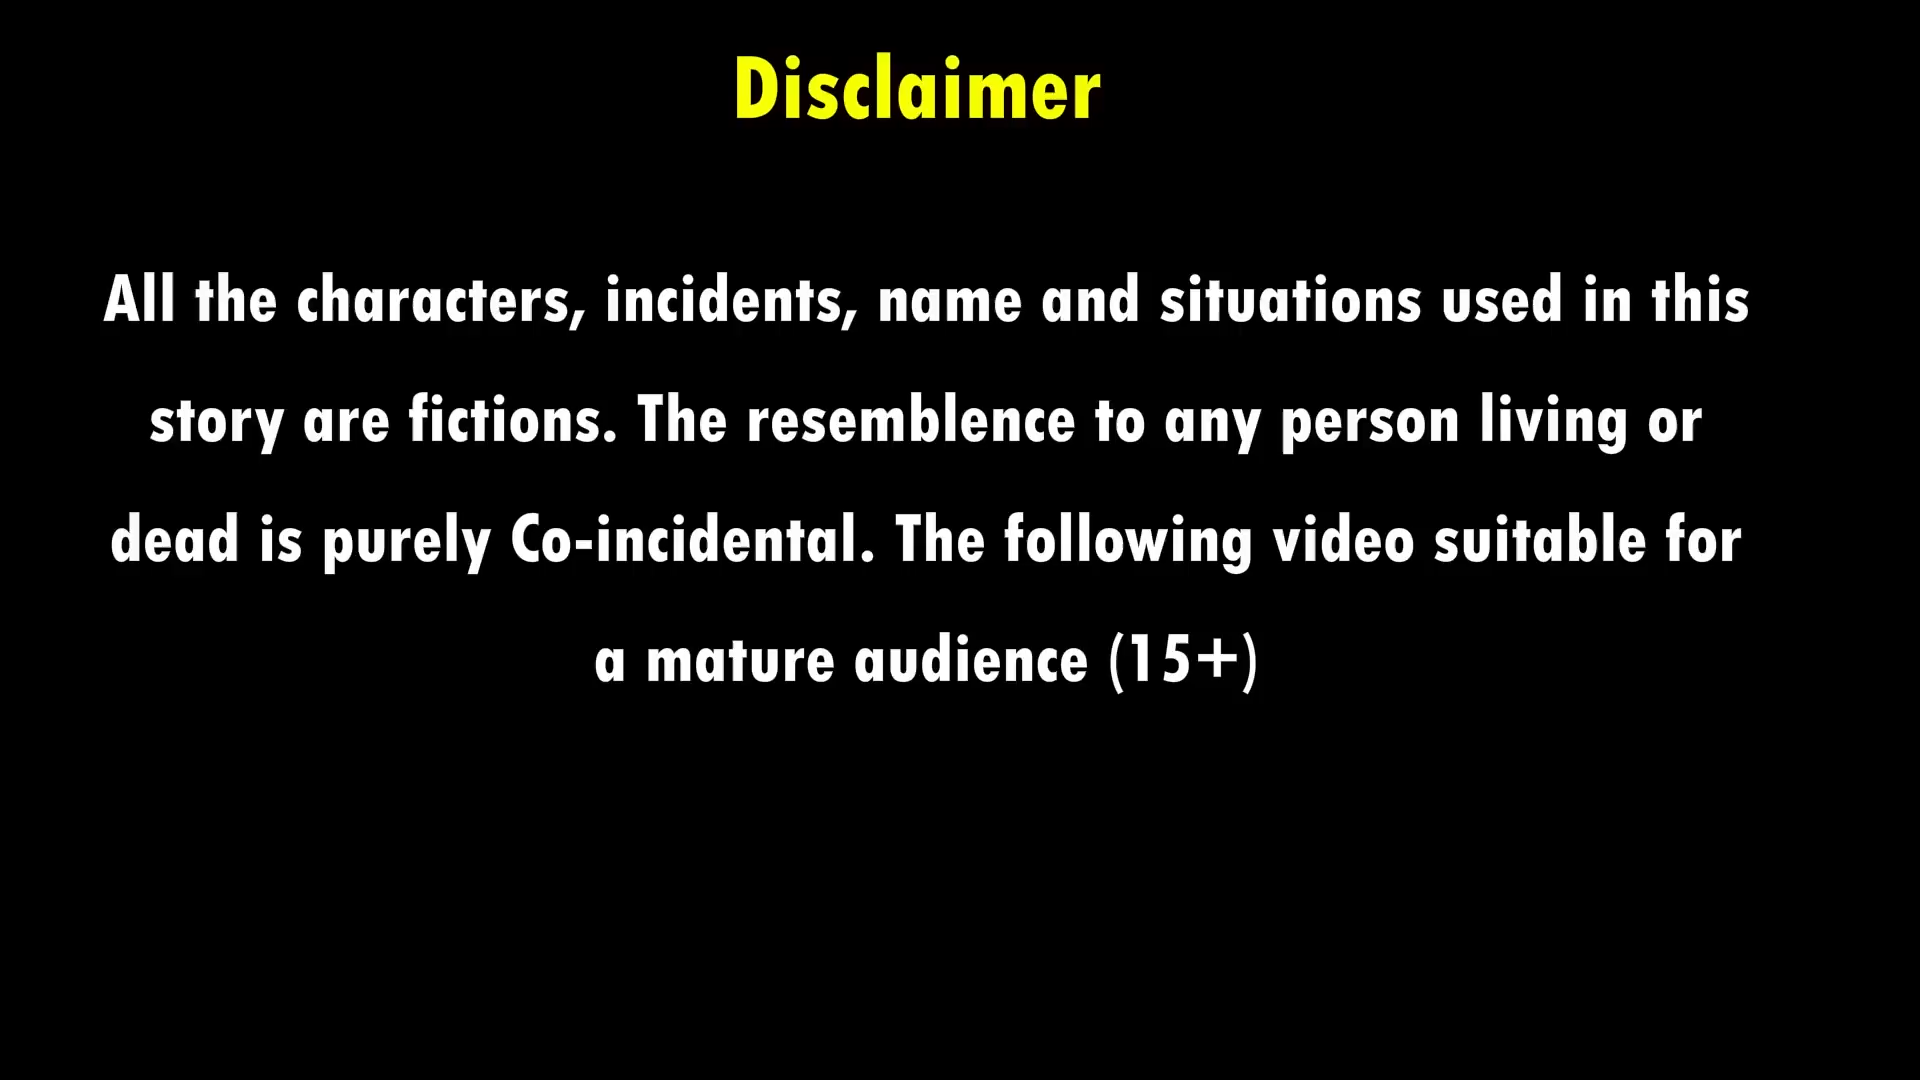 Disclaimer
All the characters, incidents, name and situations used in this
story are fictions. The resemblence to any person living or
dead is purely Co-incidental. The following video suitable for
a mature audience (15+)